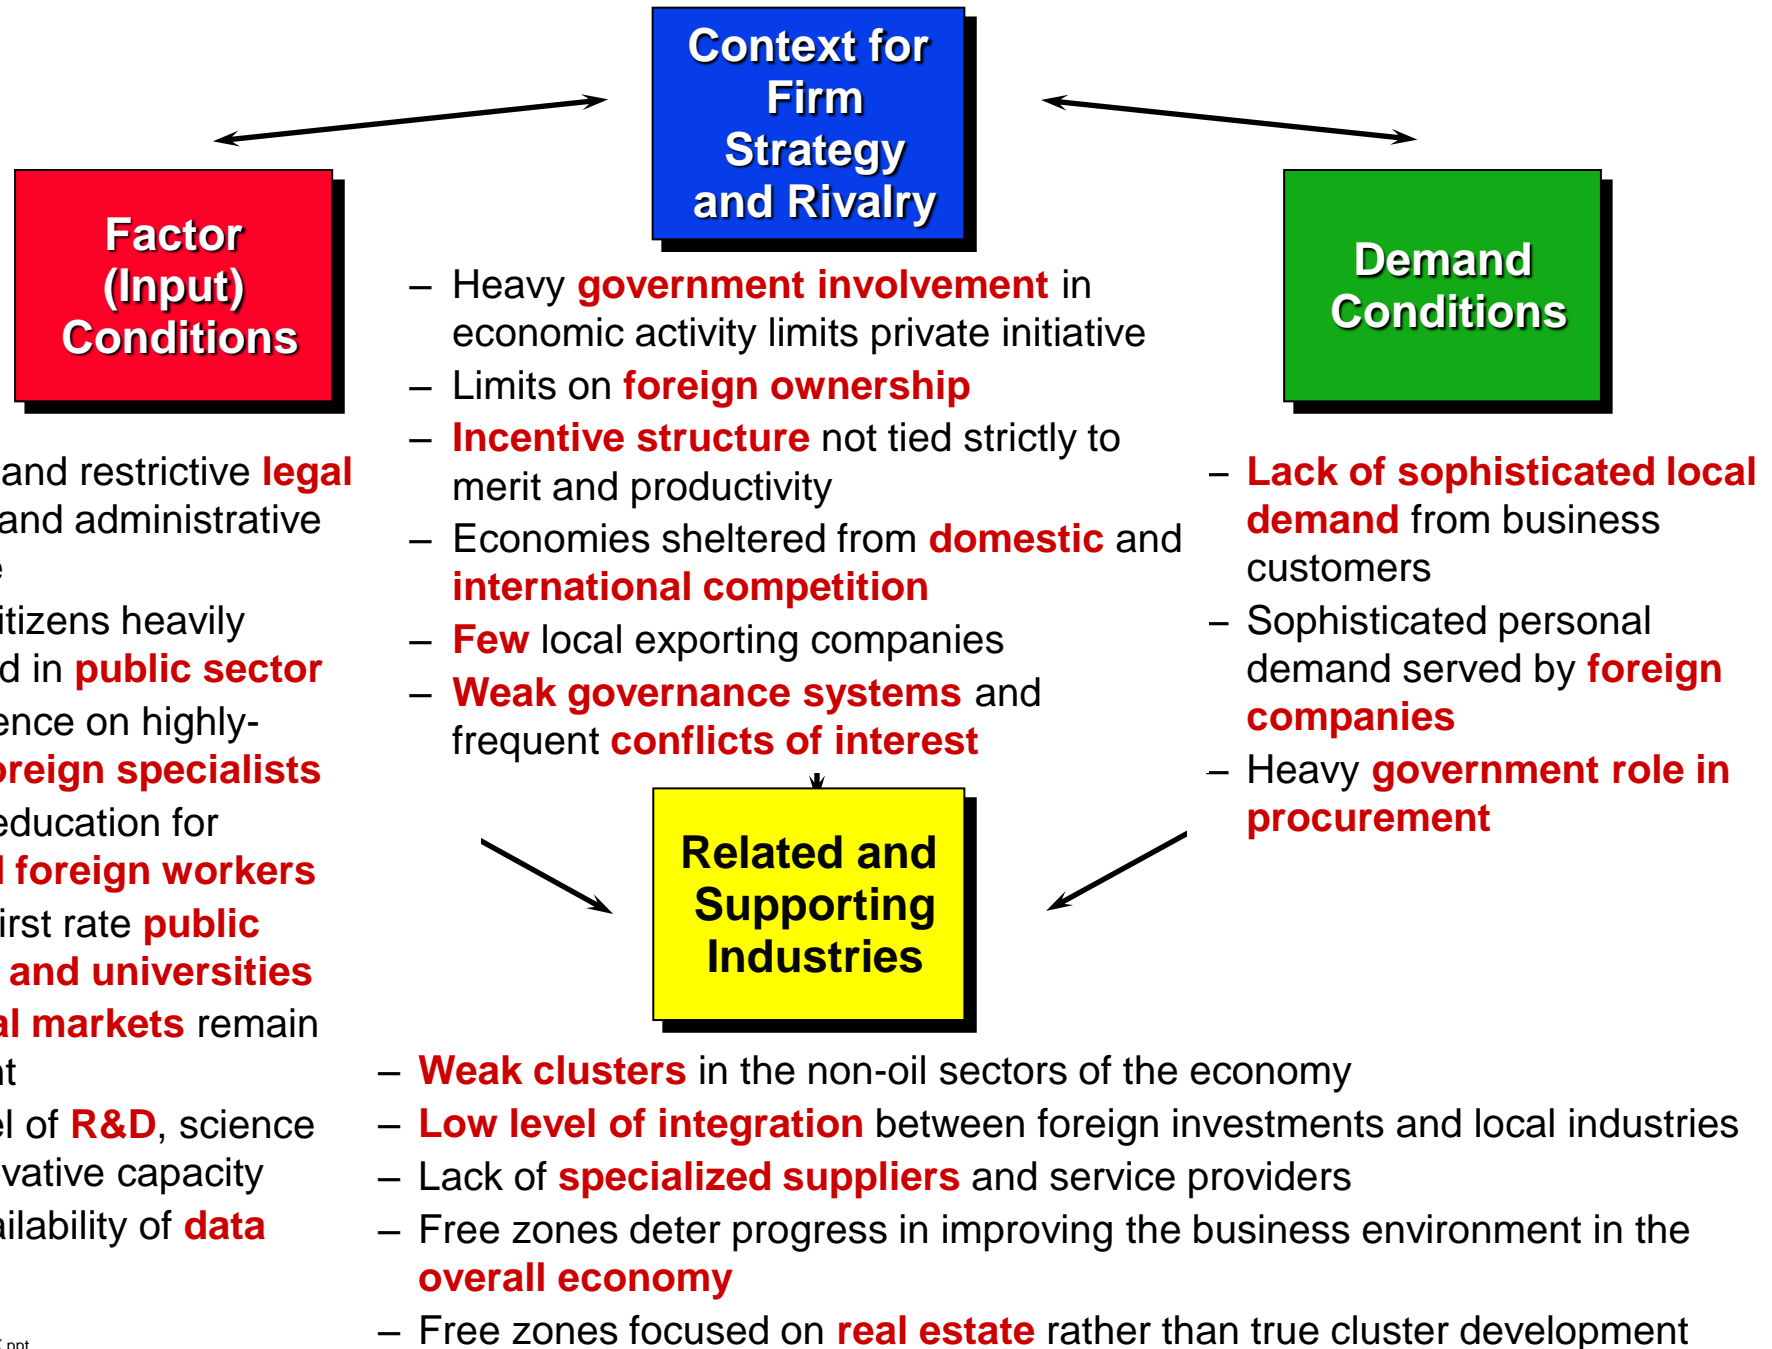 Context for
Firm
Strategy
and Rivalry
Factor
(Input)
Conditions
Demand
Conditions
– Heavy government involvement in
economic activity limits private initiative
– Limits on foreign ownership
– Incentive structure not tied strictly to
merit and productivity
– Economies sheltered from domestic and
international competition
– Few local exporting companies
– Weak governance systems and
frequent conflicts of interest
and restrictive legal
and administrative
e
itizens heavily
d in public sector
ence on highly-
oreign specialists
education for
foreign workers
irst rate public
and universities
al markets remain
nt
el of R&D, science
vative capacity
ailability of data
– Lack of sophisticated local
demand from business
customers
– Sophisticated personal
demand served by foreign
companies
– Heavy government role in
procurement
Related and
Supporting
Industries
– Weak clusters in the non-oil sectors of the economy
– Low level of integration between foreign investments and local industries
– Lack of specialized suppliers and service providers
– Free zones deter progress in improving the business environment in the
overall economy
– Free zones focused on real estate rather than true cluster development
.ppt